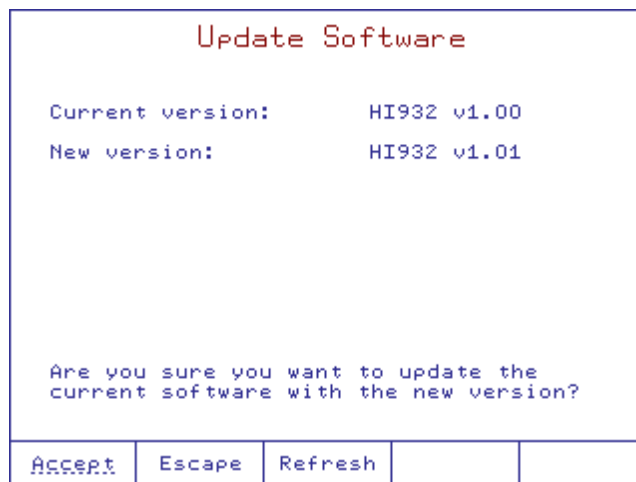 Update Software
Current version: HI932 v1.00
New version: HI932 v1.01
Are you sure you want to update the
current software with the new version?
Accept Escape Refresh